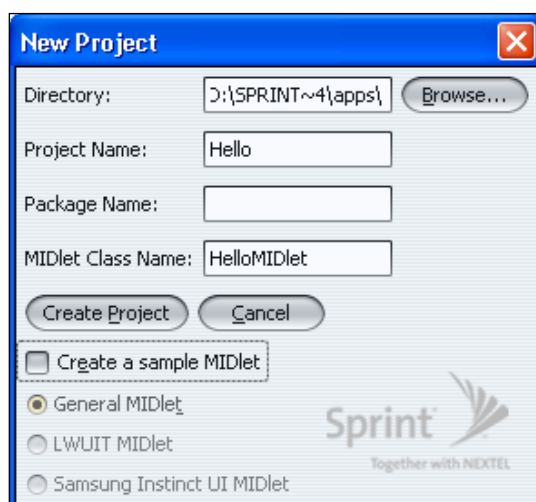 New Project
Directory: D:\SPRINT~4\apps\ Browse...
Project Name: Hello
Package Name:
MIDlet Class Name: HelloMIDlet
Create Project Cancel
Create a sample MIDlet
General MIDlet
LWUIT MIDlet
Samsung Instinct UI MIDlet
Sprint
Together with NEXTEL